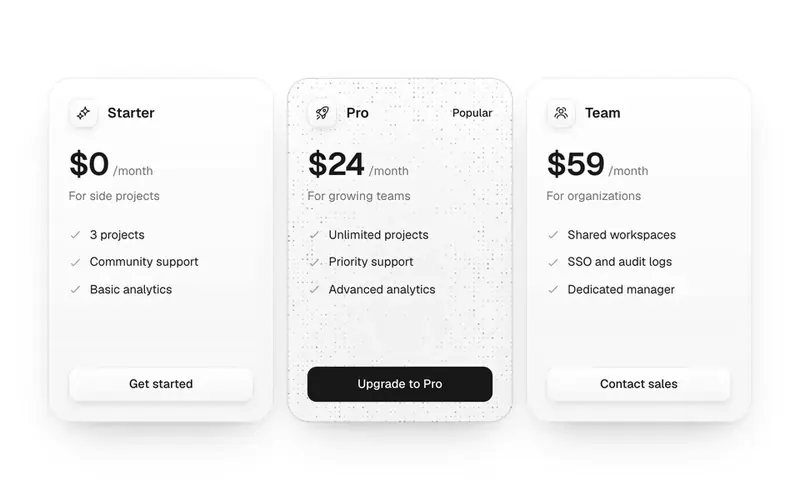 Starter
$0 /month
For side projects
3 projects
Community support
Basic analytics
Get started
Pro
Popular
$24 /month
For growing teams
Unlimited projects
Priority support
Advanced analytics
Upgrade to Pro
Team
$59 /month
For organizations
Shared workspaces
SSO and audit logs
Dedicated manager
Contact sales